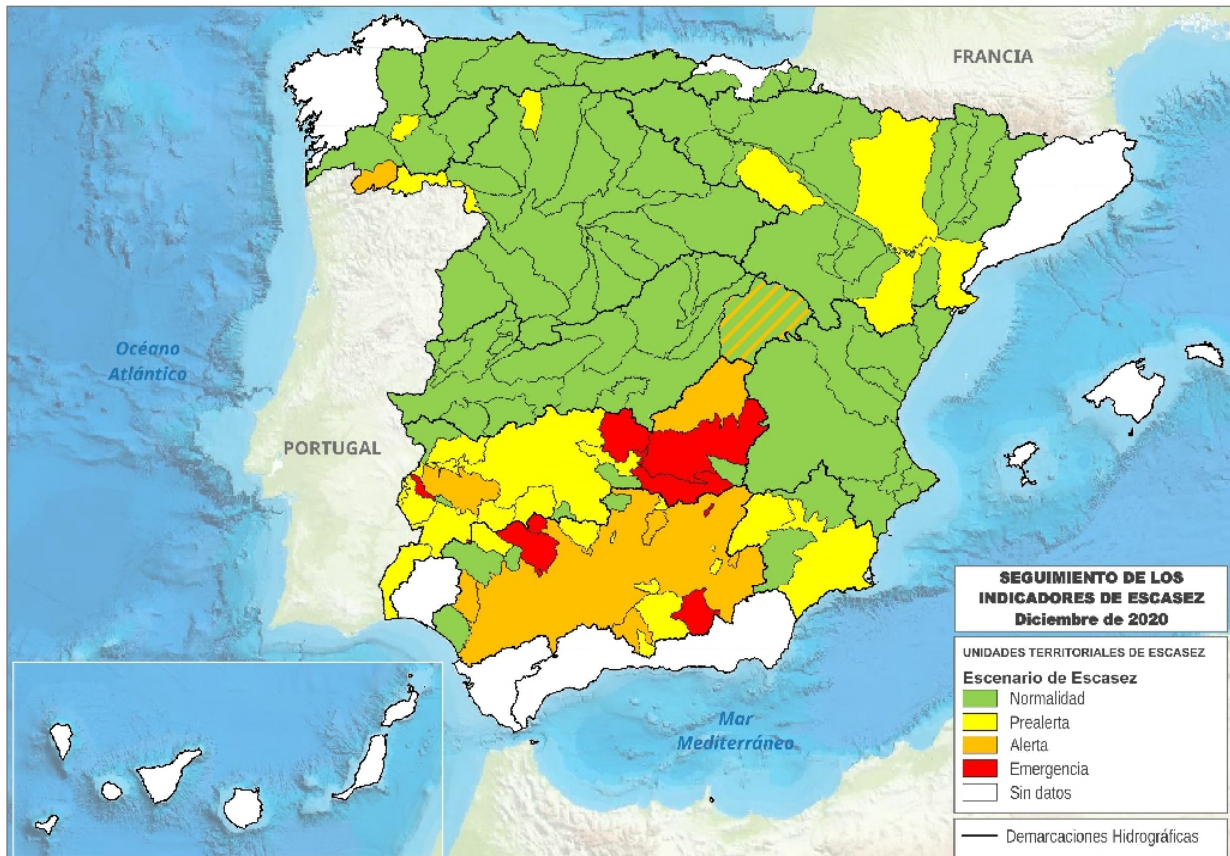 FRANCIA
Océano
Atlántico
PORTUGAL
Mar
Mediterráneo
SEGUIMIENTO DE LOS
INDICADORES DE ESCASEZ
Diciembre de 2020
UNIDADES TERRITORIALES DE ESCASEZ
Escenario de Escasez
Normalidad
Prealerta
Alerta
Emergencia
Sin datos
Demarcaciones Hidrográficas